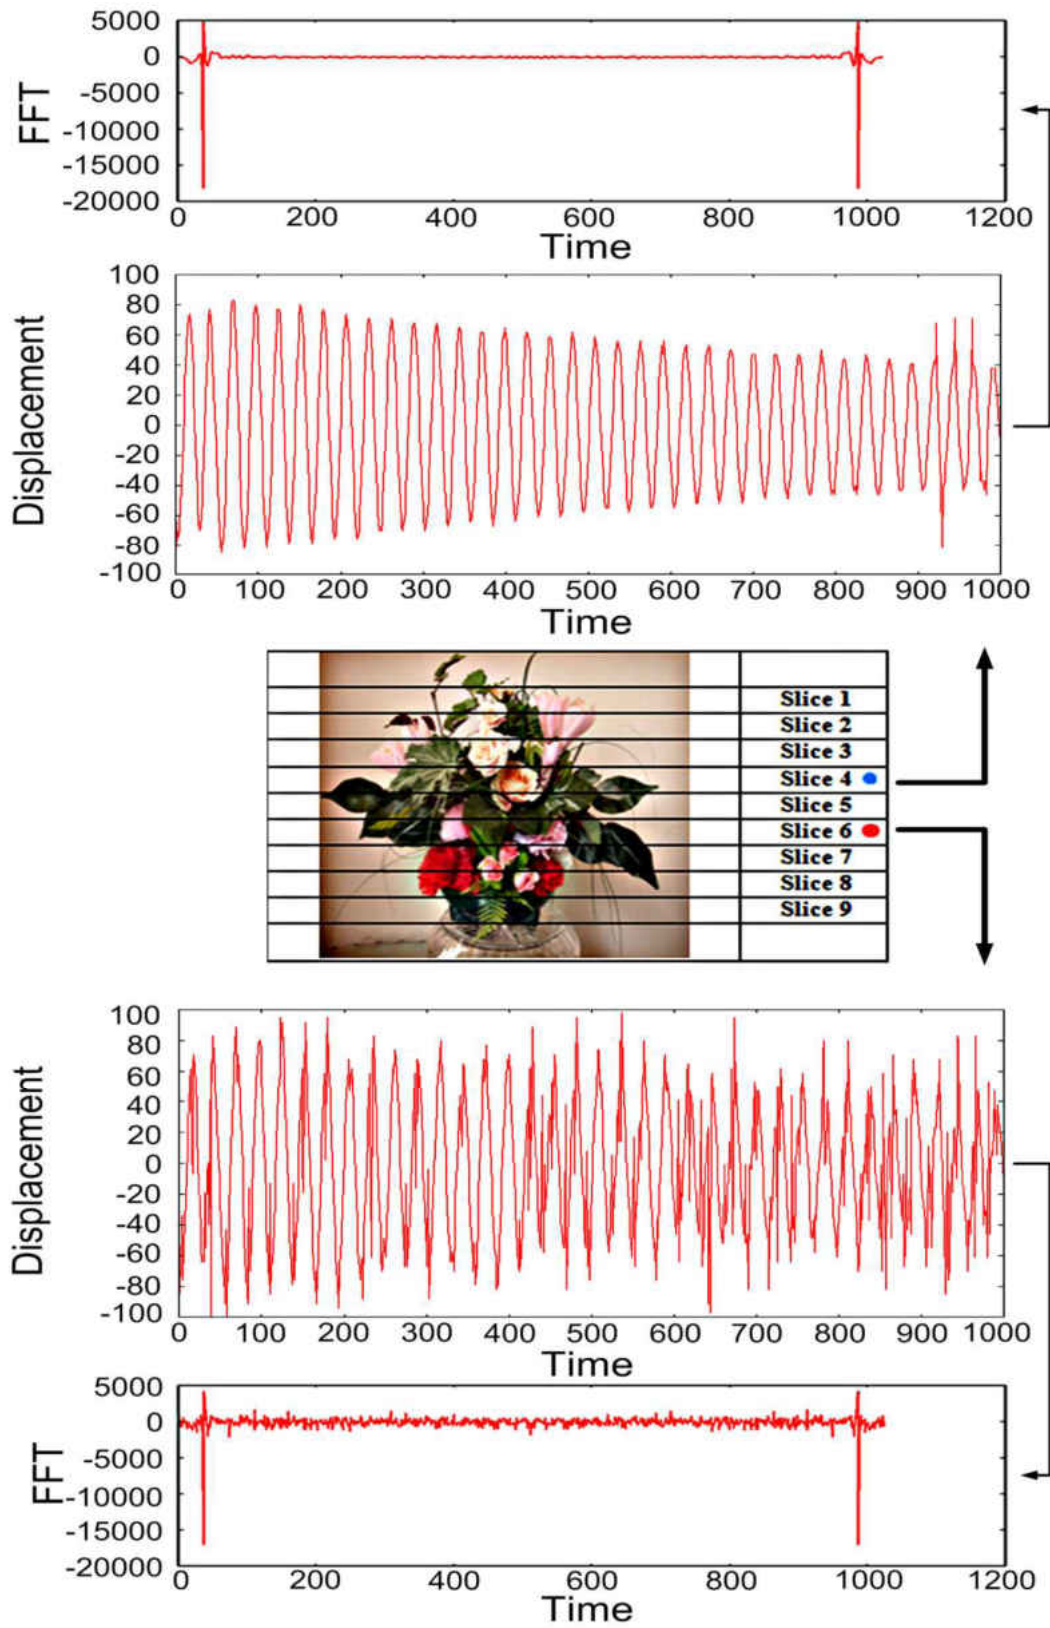 5000
0
-5000
-10000
-15000
-20000
FFT
0 200 400 600 800 1000 1200
Time
100
80
60
40
20
0
-20
-40
-60
-80
-100
Displacement
0 100 200 300 400 500 600 700 800 900 1000
Time
Slice 1
Slice 2
Slice 3
Slice 4
Slice 5
Slice 6
Slice 7
Slice 8
Slice 9
100
80
60
40
20
0
-20
-40
-60
-80
-100
Displacement
0 100 200 300 400 500 600 700 800 900 1000
Time
5000
0
-5000
-10000
-15000
-20000
FFT
0 200 400 600 800 1000 1200
Time